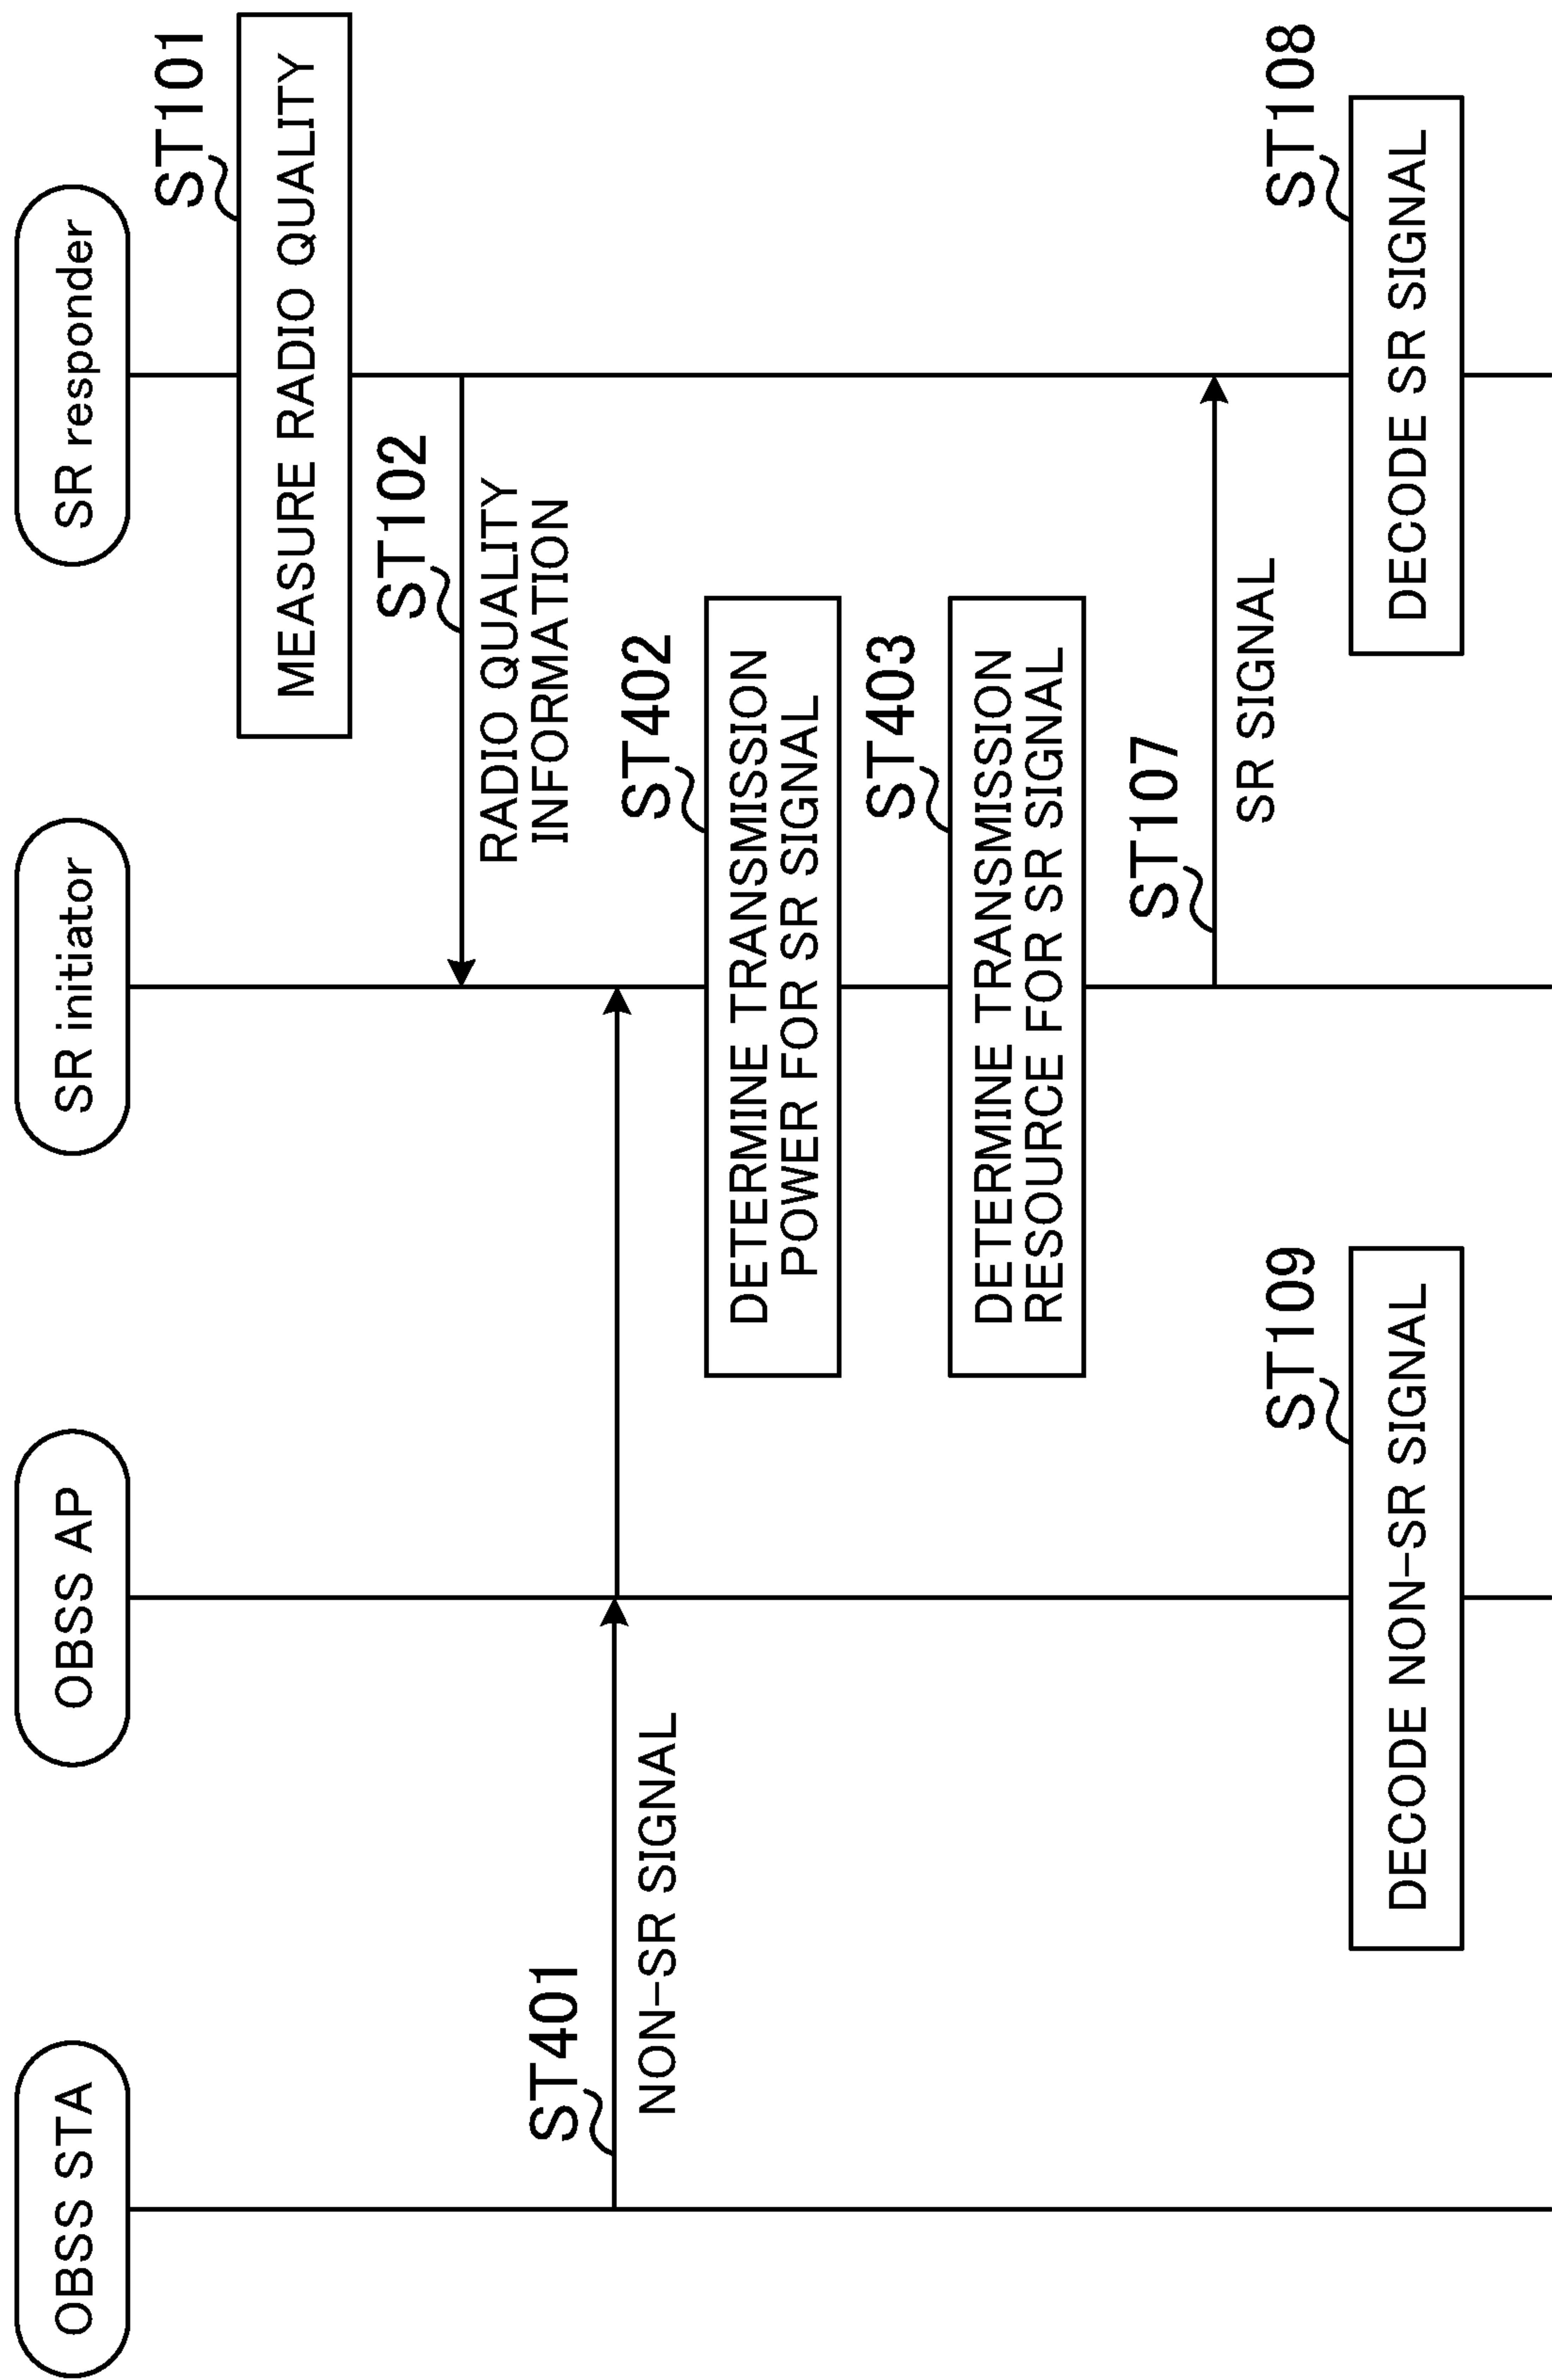 OBSS STA
OBSS AP
SR initiator
SR responder
ST101
MEASURE RADIO QUALITY
ST102
RADIO QUALITY
INFORMATION
ST401
NON-SR SIGNAL
ST402
DETERMINE TRANSMISSION
POWER FOR SR SIGNAL
ST403
DETERMINE TRANSMISSION
RESOURCE FOR SR SIGNAL
ST107
SR SIGNAL
ST109
DECODE NON-SR SIGNAL
ST108
DECODE SR SIGNAL